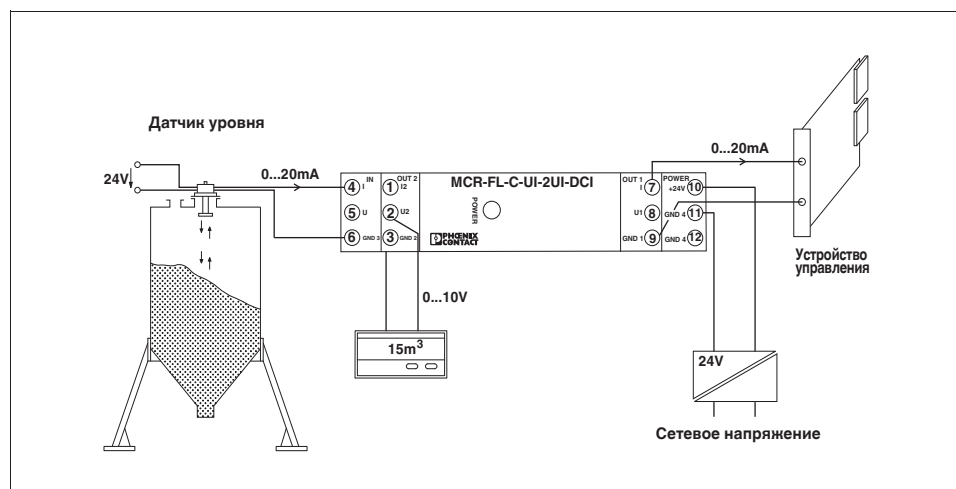 Датчик уровня
24V
0...20mA
IN
4 I
5 U
6 GND 3
OUT 2
1 I2
2 U2
3 GND 2
MCR-FL-C-UI-2UI-DCI
POWER
PHŒNIX
CONTACT
OUT 1
I 7
U1 8
GND 1 9
POWER
+24V 10
GND 4 11
GND 4 12
0...20mA
Устройство
управления
0...10V
15m³
24V
Сетевое напряжение